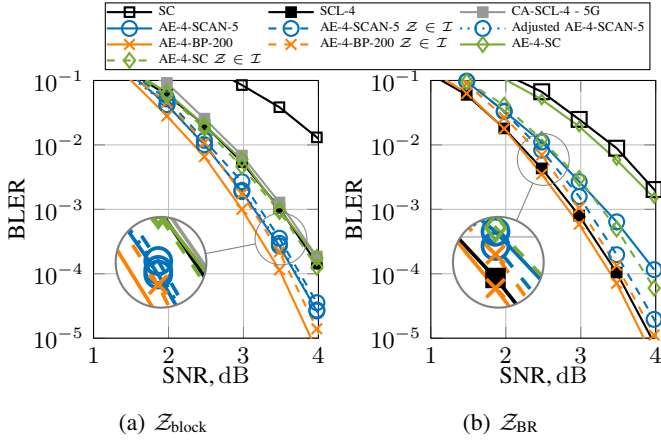 SC SCL-4 CA-SCL-4 - 5G
AE-4-SCAN-5 AE-4-SCAN-5 𝒵 ∈ ℐ Adjusted AE-4-SCAN-5
AE-4-BP-200 AE-4-BP-200 𝒵 ∈ ℐ AE-4-SC
AE-4-SC 𝒵 ∈ ℐ
10⁻¹ 10⁻¹
10⁻² 10⁻²
10⁻³ 10⁻³
10⁻⁴ 10⁻⁴
10⁻⁵ 10⁻⁵
BLER BLER
1 2 3 4 1 2 3 4
SNR, dB SNR, dB
(a) 𝒵block (b) 𝒵BR